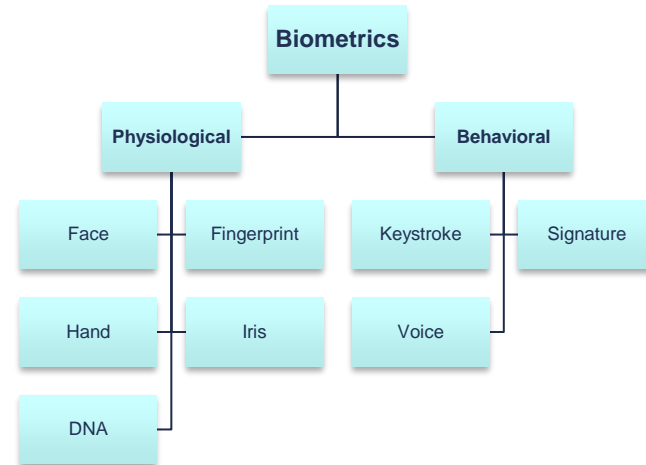 Biometrics
Physiological
Behavioral
Face
Fingerprint
Keystroke
Signature
Hand
Iris
Voice
DNA